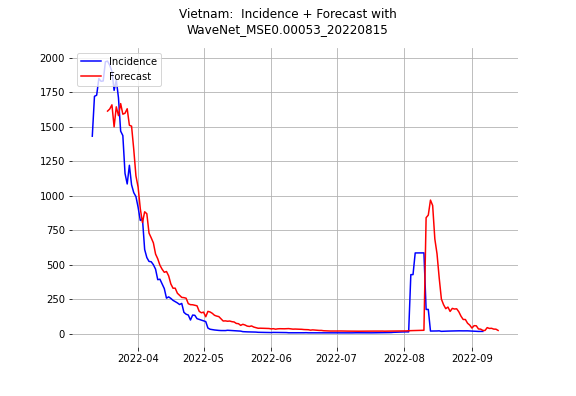 Vietnam:  Incidence + Forecast with
WaveNet_MSE0.00053_20220815
Incidence
Forecast
2000
1750
1500
1250
1000
750
500
250
0
2022-04 2022-05 2022-06 2022-07 2022-08 2022-09